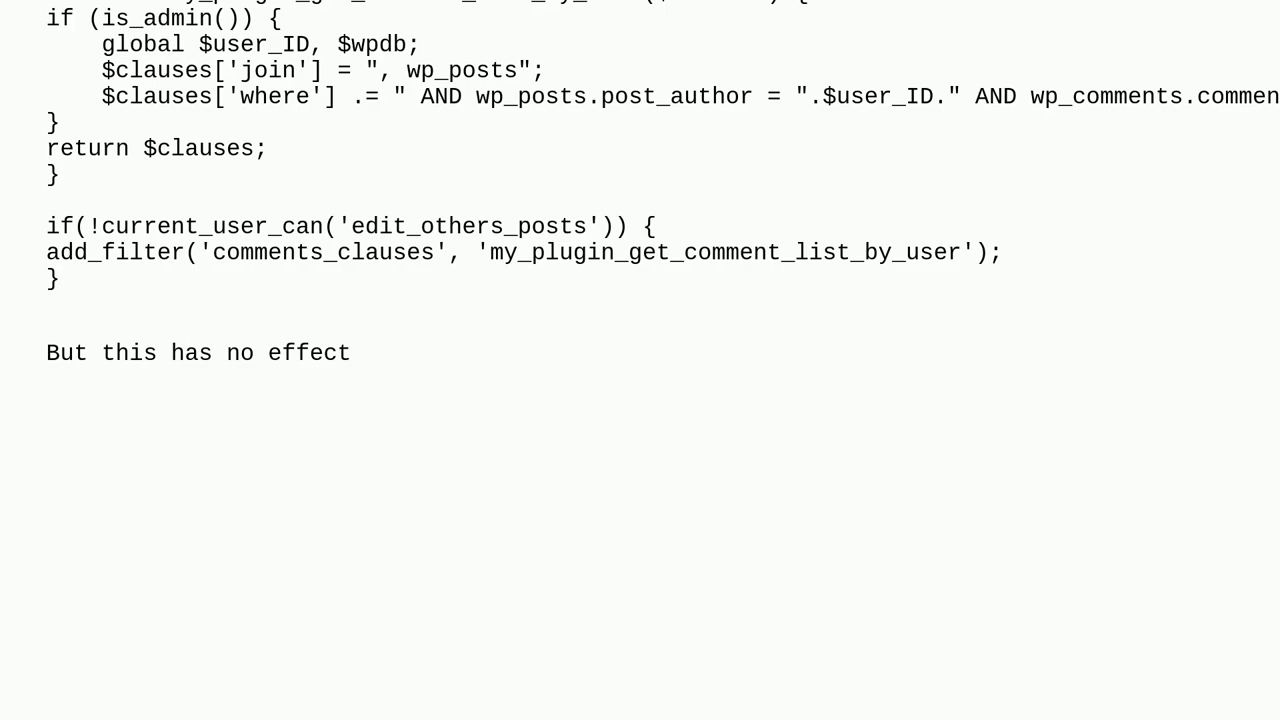 if (is_admin()) {
global $user_ID, $wpdb;
$clauses['join'] = ", wp_posts";
$clauses['where'] .= " AND wp_posts.post_author = ".$user_ID." AND wp_comments.commen
}
return $clauses;
}
if(!current_user_can('edit_others_posts')) {
add_filter('comments_clauses', 'my_plugin_get_comment_list_by_user');
}
But this has no effect